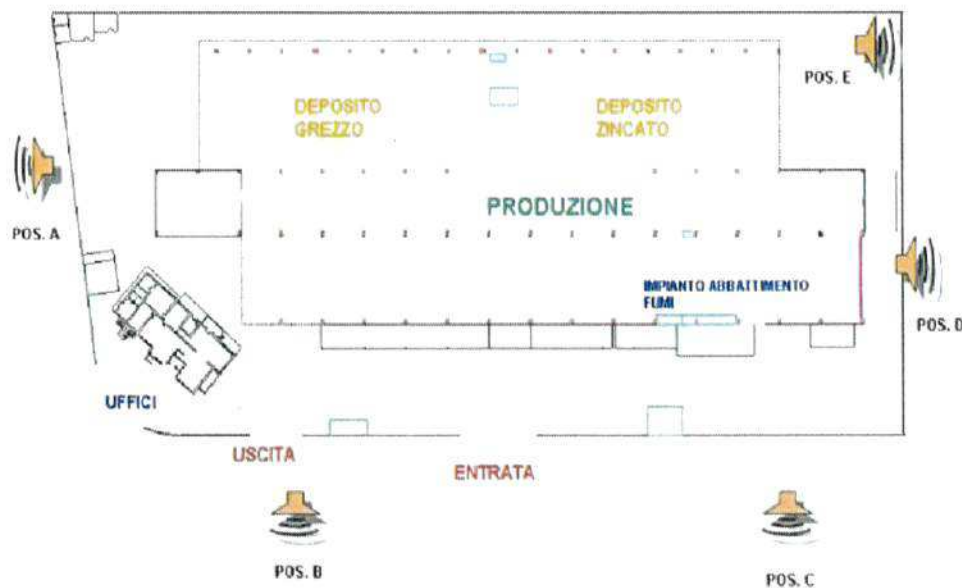 POS. E
DEPOSITO
GREZZO
DEPOSITO
ZINCATO
PRODUZIONE
POS. A
IMPIANTO ABBATTIMENTO
FUMI
POS. D
UFFICI
USCITA
ENTRATA
POS. B
POS. C